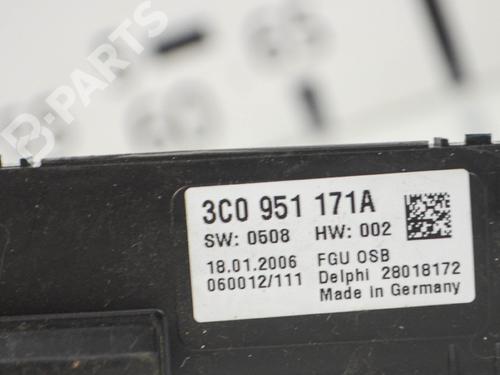 B-PARTS
3C0 951 171A
SW: 0508 HW: 002
18.01.2006 FGU OSB
060012/111 Delphi 28018172
Made in Germany